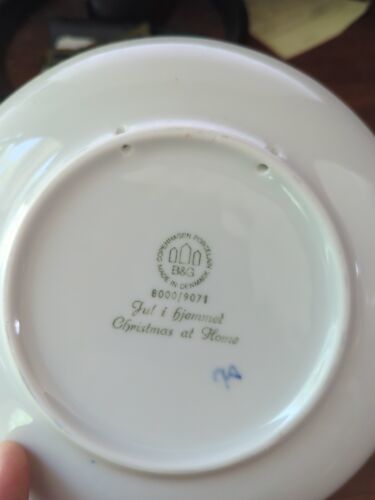 COPENHAGEN PORCELAIN
B&G
MADE IN DENMARK
8000/9071
Jul i hjemmet
Christmas at Home